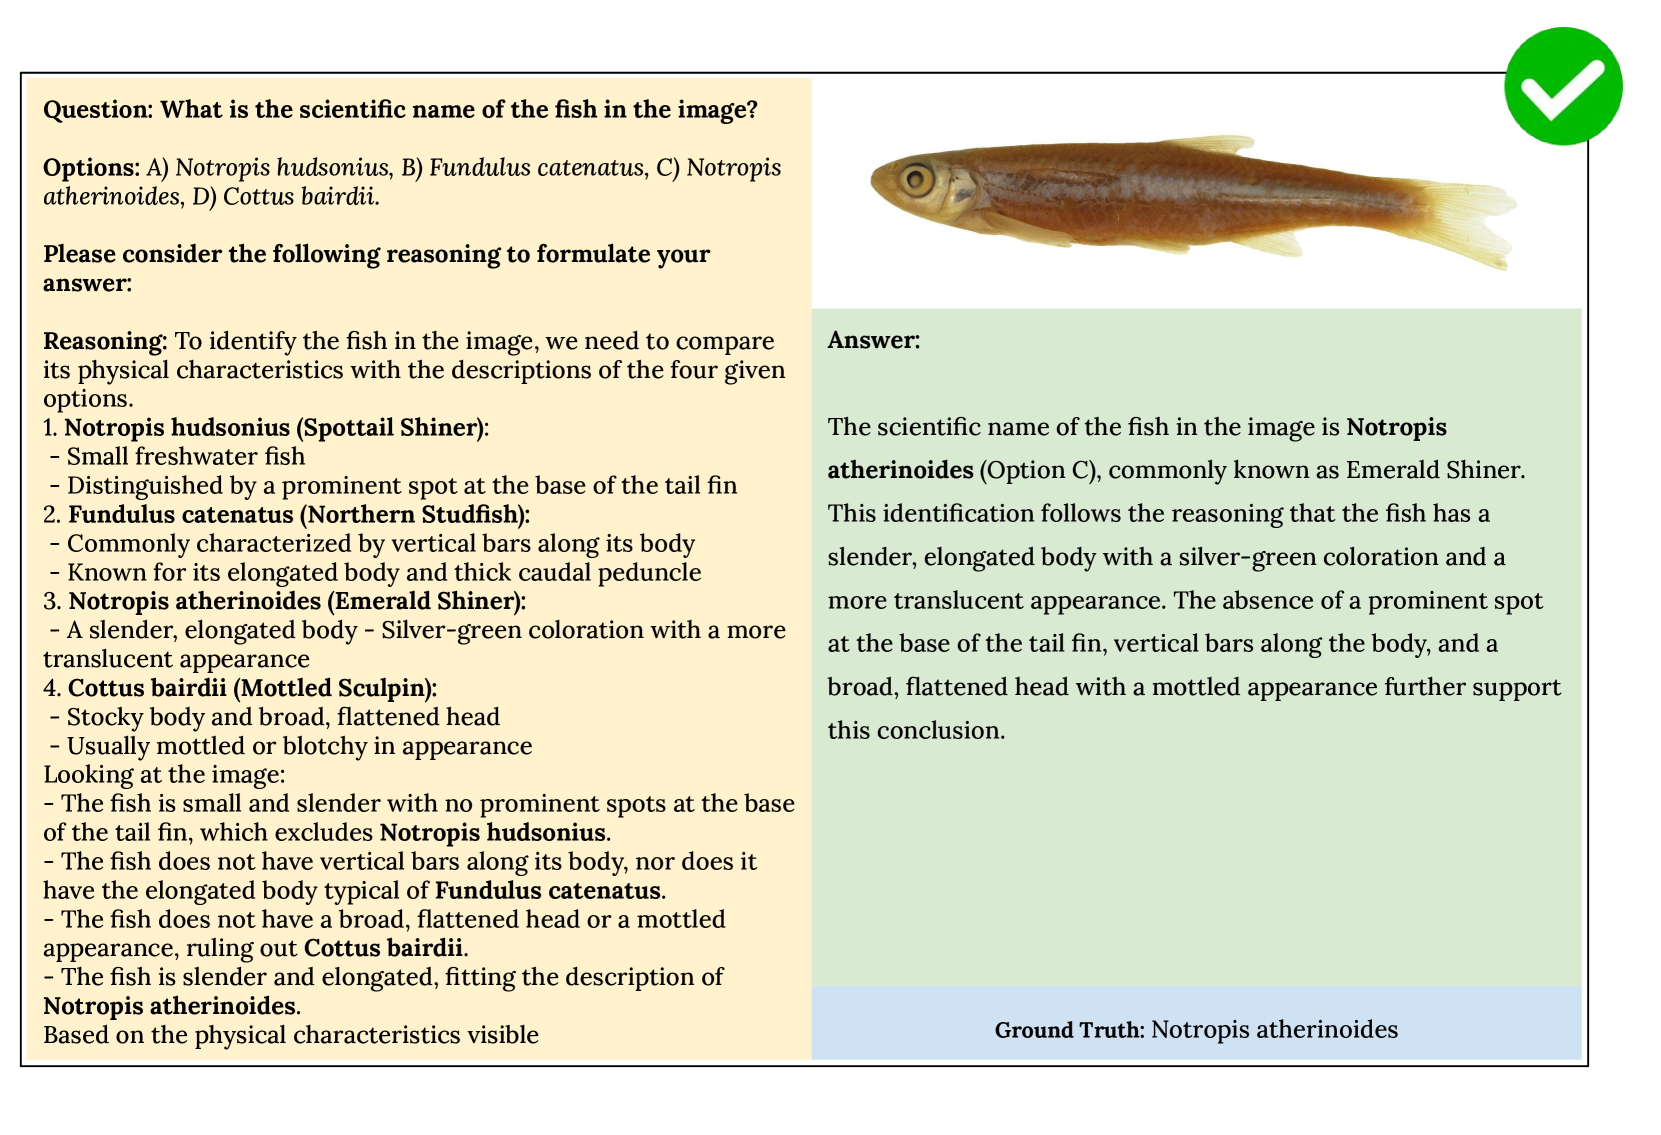 Question: What is the scientific name of the fish in the image?
Options: A) Notropis hudsonius, B) Fundulus catenatus, C) Notropis
atherinoides, D) Cottus bairdii.
Please consider the following reasoning to formulate your
answer:
Reasoning: To identify the fish in the image, we need to compare
its physical characteristics with the descriptions of the four given
options.
1. Notropis hudsonius (Spottail Shiner):
- Small freshwater fish
- Distinguished by a prominent spot at the base of the tail fin
2. Fundulus catenatus (Northern Studfish):
- Commonly characterized by vertical bars along its body
- Known for its elongated body and thick caudal peduncle
3. Notropis atherinoides (Emerald Shiner):
- A slender, elongated body - Silver-green coloration with a more
translucent appearance
4. Cottus bairdii (Mottled Sculpin):
- Stocky body and broad, flattened head
- Usually mottled or blotchy in appearance
Looking at the image:
- The fish is small and slender with no prominent spots at the base
of the tail fin, which excludes Notropis hudsonius.
- The fish does not have vertical bars along its body, nor does it
have the elongated body typical of Fundulus catenatus.
- The fish does not have a broad, flattened head or a mottled
appearance, ruling out Cottus bairdii.
- The fish is slender and elongated, fitting the description of
Notropis atherinoides.
Based on the physical characteristics visible
Answer:
The scientific name of the fish in the image is Notropis
atherinoides (Option C), commonly known as Emerald Shiner.
This identification follows the reasoning that the fish has a
slender, elongated body with a silver-green coloration and a
more translucent appearance. The absence of a prominent spot
at the base of the tail fin, vertical bars along the body, and a
broad, flattened head with a mottled appearance further support
this conclusion.
Ground Truth: Notropis atherinoides